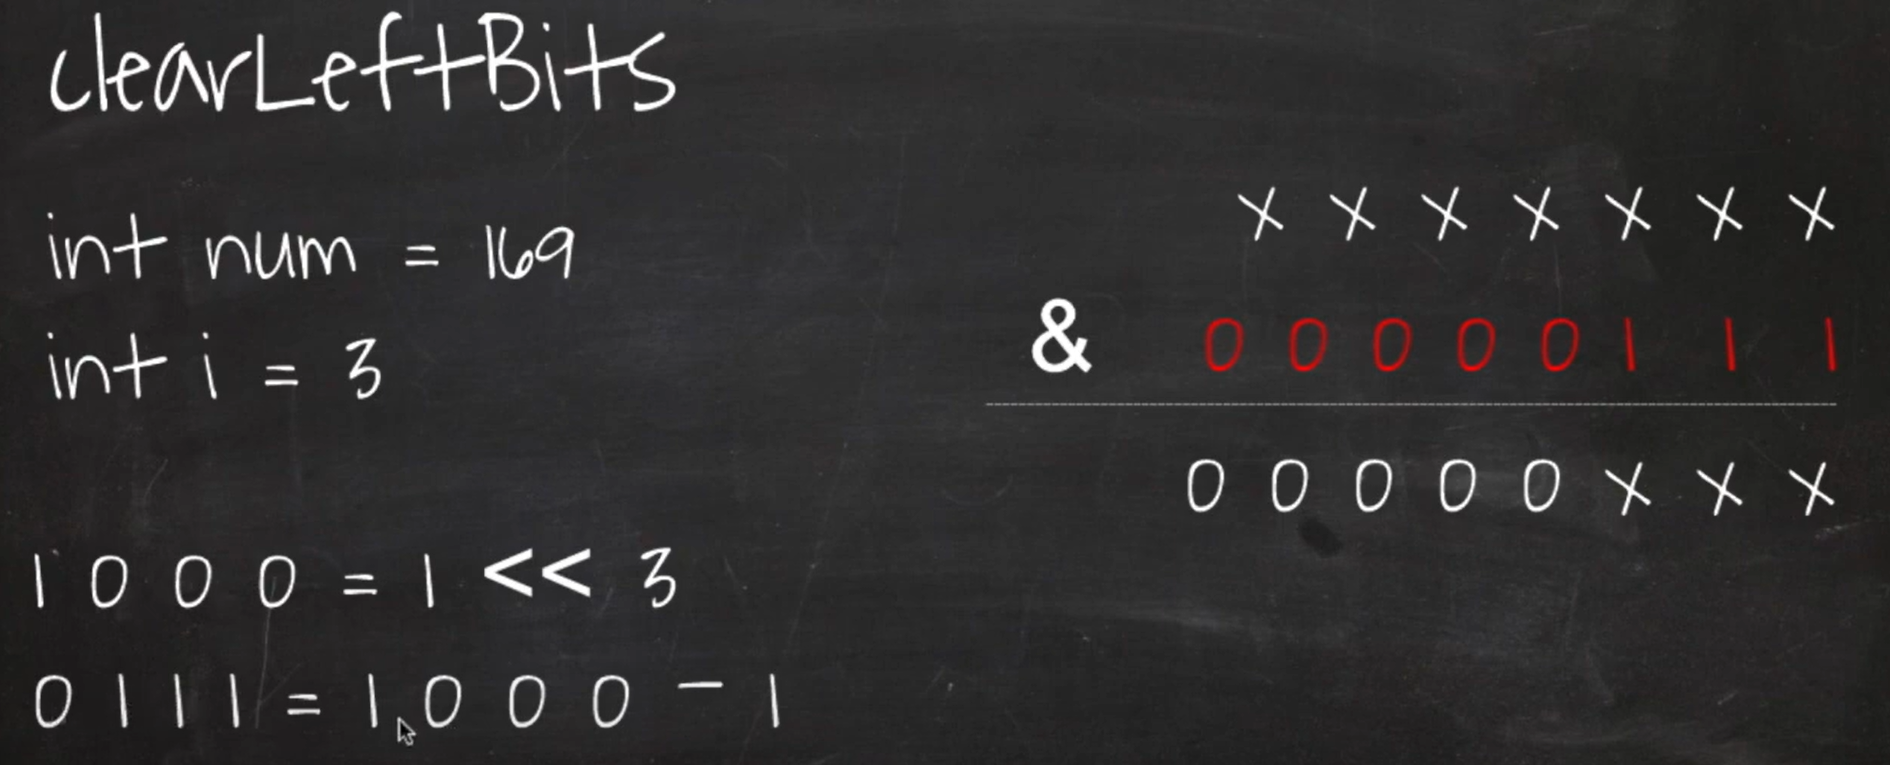 clearLeftBits
int num = 169
int i = 3
1 0 0 0 = 1 << 3
0 1 1 1 = 1 0 0 0 - 1
x x x x x x x
& 0 0 0 0 0 1 1 1
0 0 0 0 0 x x x